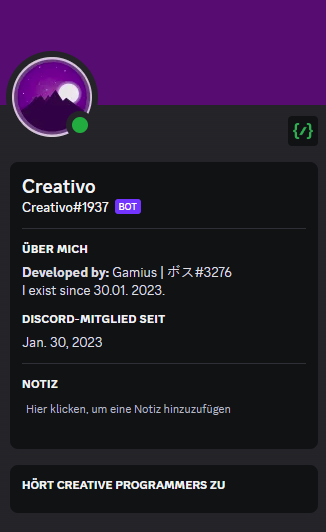 {/}
Creativo
Creativo#1937 BOT
ÜBER MICH
Developed by: Gamius | ボス#3276
I exist since 30.01. 2023.
DISCORD-MITGLIED SEIT
Jan. 30, 2023
NOTIZ
Hier klicken, um eine Notiz hinzuzufügen
HÖRT CREATIVE PROGRAMMERS ZU